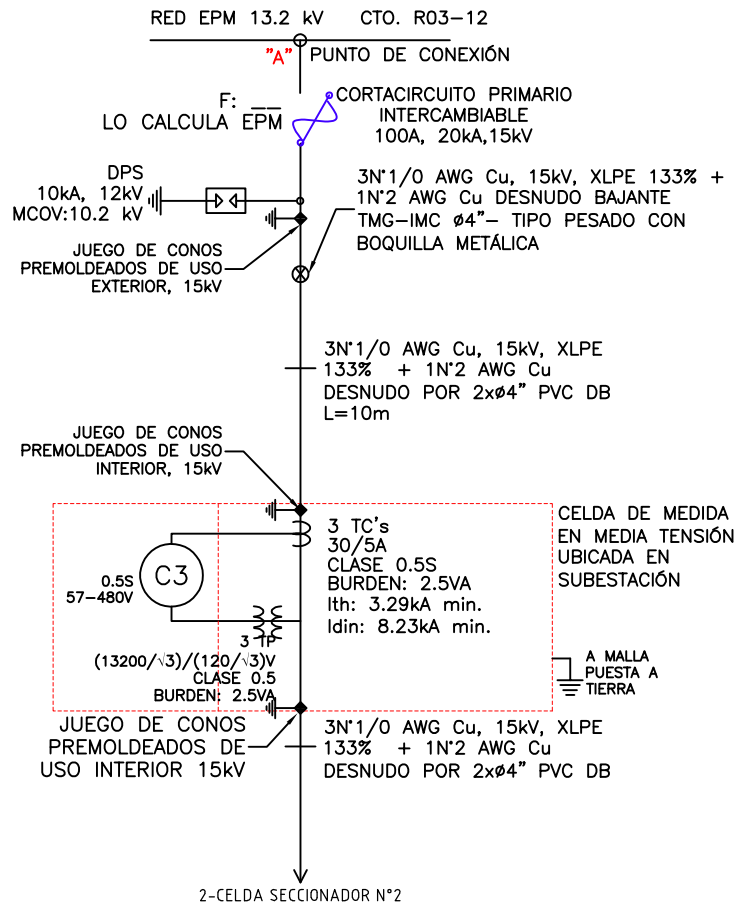 RED EPM 13.2 kV CTO. R03-12
"A" PUNTO DE CONEXIÓN
F: __
LO CALCULA EPM
CORTACIRCUITO PRIMARIO
INTERCAMBIABLE
100A, 20kA,15kV
DPS
10kA, 12kV
MCOV:10.2 kV
3N°1/0 AWG Cu, 15kV, XLPE 133% +
1N°2 AWG Cu DESNUDO BAJANTE
TMG-IMC ø4"- TIPO PESADO CON
BOQUILLA METÁLICA
JUEGO DE CONOS
PREMOLDEADOS DE USO
EXTERIOR, 15kV
3N°1/0 AWG Cu, 15kV, XLPE
133% + 1N°2 AWG Cu
DESNUDO POR 2xø4" PVC DB
L=10m
JUEGO DE CONOS
PREMOLDEADOS DE USO
INTERIOR, 15kV
3 TC's
30/5A
CLASE 0.5S
BURDEN: 2.5VA
Ith: 3.29kA min.
Idin: 8.23kA min.
CELDA DE MEDIDA
EN MEDIA TENSIÓN
UBICADA EN
SUBESTACIÓN
C3
0.5S
57-480V
3 TP
(13200/√3)/(120/√3)V
CLASE 0.5
BURDEN: 2.5VA
A MALLA
PUESTA A
TIERRA
JUEGO DE CONOS
PREMOLDEADOS DE
USO INTERIOR 15kV
3N°1/0 AWG Cu, 15kV, XLPE
133% + 1N°2 AWG Cu
DESNUDO POR 2xø4" PVC DB
2-CELDA SECCIONADOR N°2